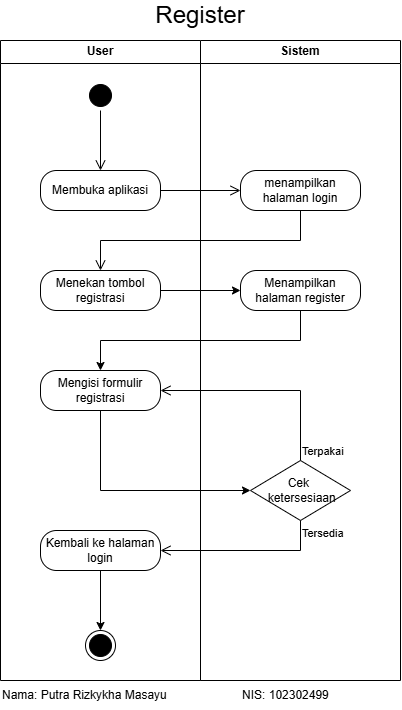 Register
User
Sistem
Membuka aplikasi
menampilkan
halaman login
Menekan tombol
registrasi
Menampilkan
halaman register
Mengisi formulir
registrasi
Terpakai
Cek
ketersesiaan
Tersedia
Kembali ke halaman
login
Nama: Putra Rizkykha Masayu
NIS: 102302499